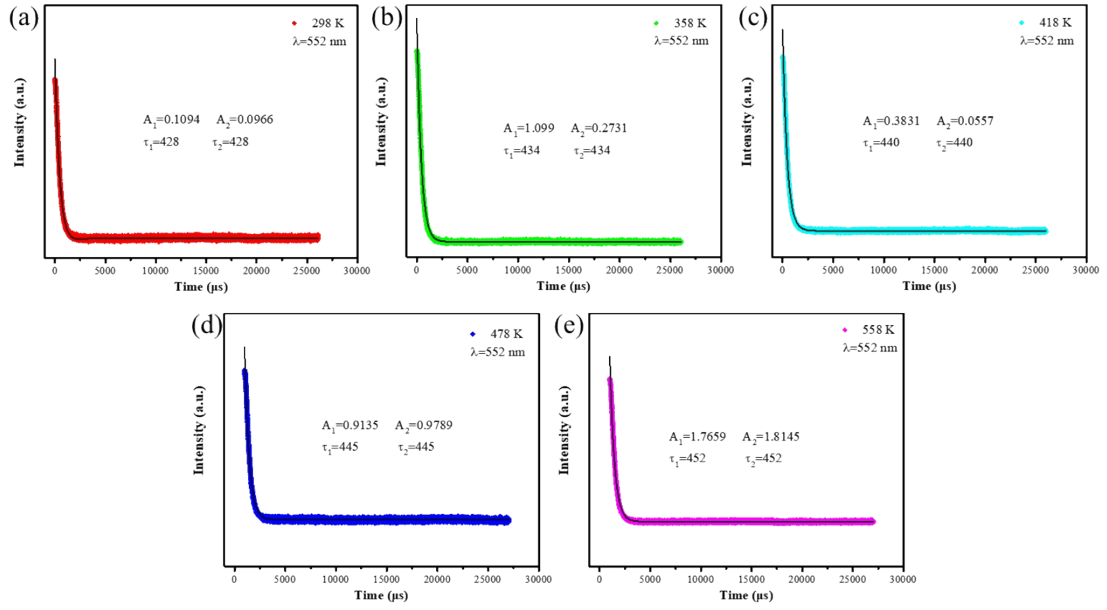 (a)
298 K
λ=552 nm
A1=0.1094 A2=0.0966
τ1=428 τ2=428
Intensity (a.u.)
0 5000 10000 15000 20000 25000 30000
Time (μs)
(b)
358 K
λ=552 nm
A1=1.099 A2=0.2731
τ1=434 τ2=434
Intensity (a.u.)
0 5000 10000 15000 20000 25000 30000
Time (μs)
(c)
418 K
λ=552 nm
A1=0.3831 A2=0.0557
τ1=440 τ2=440
Intensity (a.u.)
0 5000 10000 15000 20000 25000 30000
Time (μs)
(d)
478 K
λ=552 nm
A1=0.9135 A2=0.9789
τ1=445 τ2=445
Intensity (a.u.)
0 5000 10000 15000 20000 25000 30000
Time (μs)
(e)
558 K
λ=552 nm
A1=1.7659 A2=1.8145
τ1=452 τ2=452
Intensity (a.u.)
0 5000 10000 15000 20000 25000 30000
Time (μs)